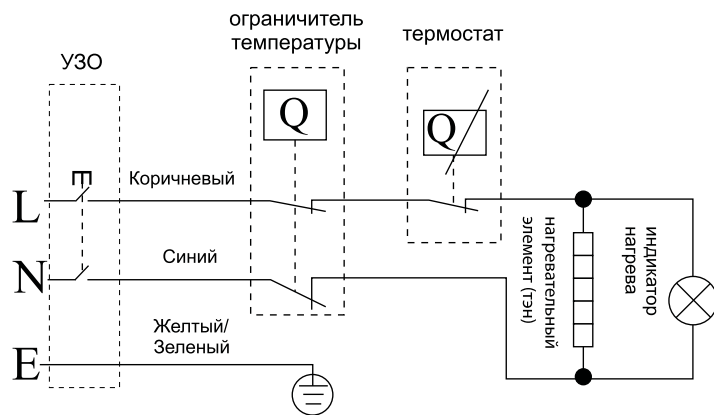 ограничитель
температуры
термостат
УЗО
Q
Q
L
Коричневый
N
Синий
E
Желтый/
Зеленый
нагревательный
элемент (тэн)
индикатор
нагрева